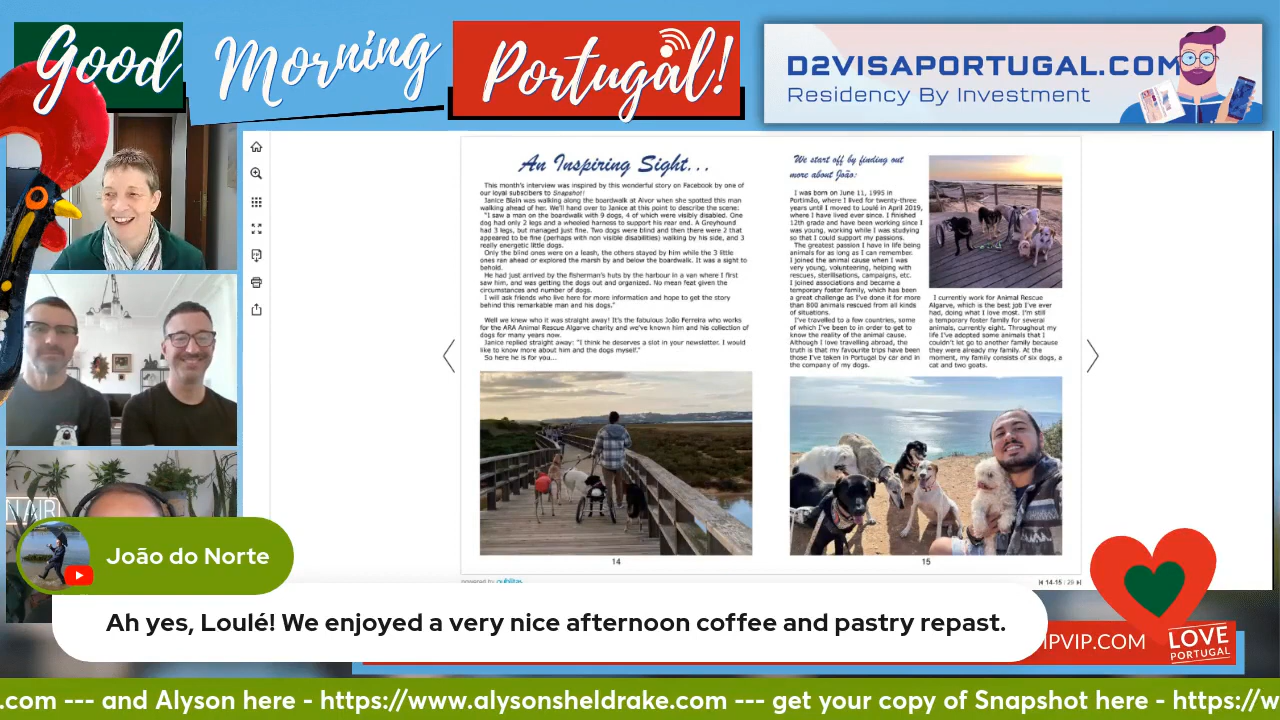 Good Morning Portugal!
D2VISAPORTUGAL.COM
Residency By Investment
An Inspiring Sight...
This month's interview was inspired by this wonderful story on Facebook by one of
our loyal subscibers to Snapshot!
Janice Blain was walking along the boardwalk at Alvor when she spotted this man
walking ahead of her. We'll hand over to Janice at this point to describe the scene:
"I saw a man on the boardwalk with 9 dogs, 4 of which were visibly disabled. One
dog had only 2 legs and a wheeled harness to support his rear end. A Greyhound
had 3 legs, but managed just fine. Two dogs were blind and then there were 2 that
appeared to be fine (perhaps with non visible disabilities) walking by his side, and 3
really energetic little dogs.
Only the blind ones were on a leash, the others stayed by him while the 3 little
ones ran ahead or explored the marsh by and below the boardwalk. It was a sight to
behold.
He had just arrived by the fisherman's huts by the harbour in a van where I first
saw him, and was getting the dogs out and organized. No mean feat given the
circumstances and number of dogs.
I will ask friends who live here for more information and hope to get the story
behind this remarkable man and his dogs."
Well we knew who it was straight away! It's the fabulous João Ferreira who works
for the ARA Animal Rescue Algarve charity and we've known him and his collection of
dogs for many years now.
Janice replied straight away: "I think he deserves a slot in your newsletter. I would
like to know more about him and the dogs myself."
So here he is for you...
14
We start off by finding out
more about João:
I was born on June 11, 1995 in
Portimão, where I lived for twenty-three
years until I moved to Loulé in April 2019,
where I have lived ever since. I finished
12th grade and have been working since I
was young, working while I was studying
so that I could support my passions.
The greatest passion I have in life being
animals for as long as I can remember.
I joined the animal cause when I was
very young, volunteering, helping with
rescues, sterilisations, campaigns, etc.
I joined associations and became a
temporary foster family, which has been
a great challenge as I've done it for more
than 800 animals rescued from all kinds
of situations.
I've travelled to a few countries, some
of which I've been to in order to get to
know the reality of the animal cause.
Although I love travelling abroad, the
truth is that my favourite trips have been
those I've taken in Portugal by car and in
the company of my dogs.
I currently work for Animal Rescue
Algarve, which is the best job I've ever
had, doing what I love most. I'm still
a temporary foster family for several
animals, currently eight. Throughout my
life I've adopted some animals that I
couldn't let go to another family because
they were already my family. At the
moment, my family consists of six dogs, a
cat and two goats.
15
powered by publitas
14-15 / 29
João do Norte
Ah yes, Loulé! We enjoyed a very nice afternoon coffee and pastry repast.
PVIP.COM
LOVE
PORTUGAL
.com --- and Alyson here - https://www.alysonsheldrake.com --- get your copy of Snapshot here - https://w